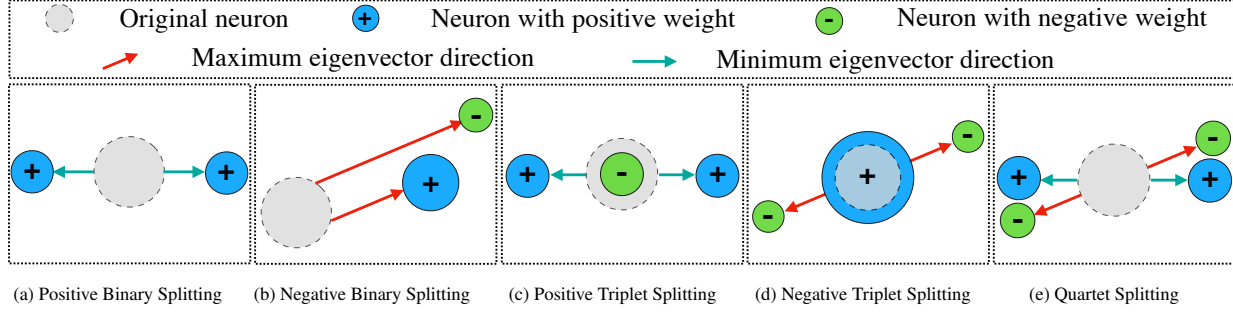 Original neuron + Neuron with positive weight - Neuron with negative weight
Maximum eigenvector direction Minimum eigenvector direction
+ +
- +
+ - +
- + -
+ - - +
(a) Positive Binary Splitting (b) Negative Binary Splitting (c) Positive Triplet Splitting (d) Negative Triplet Splitting (e) Quartet Splitting